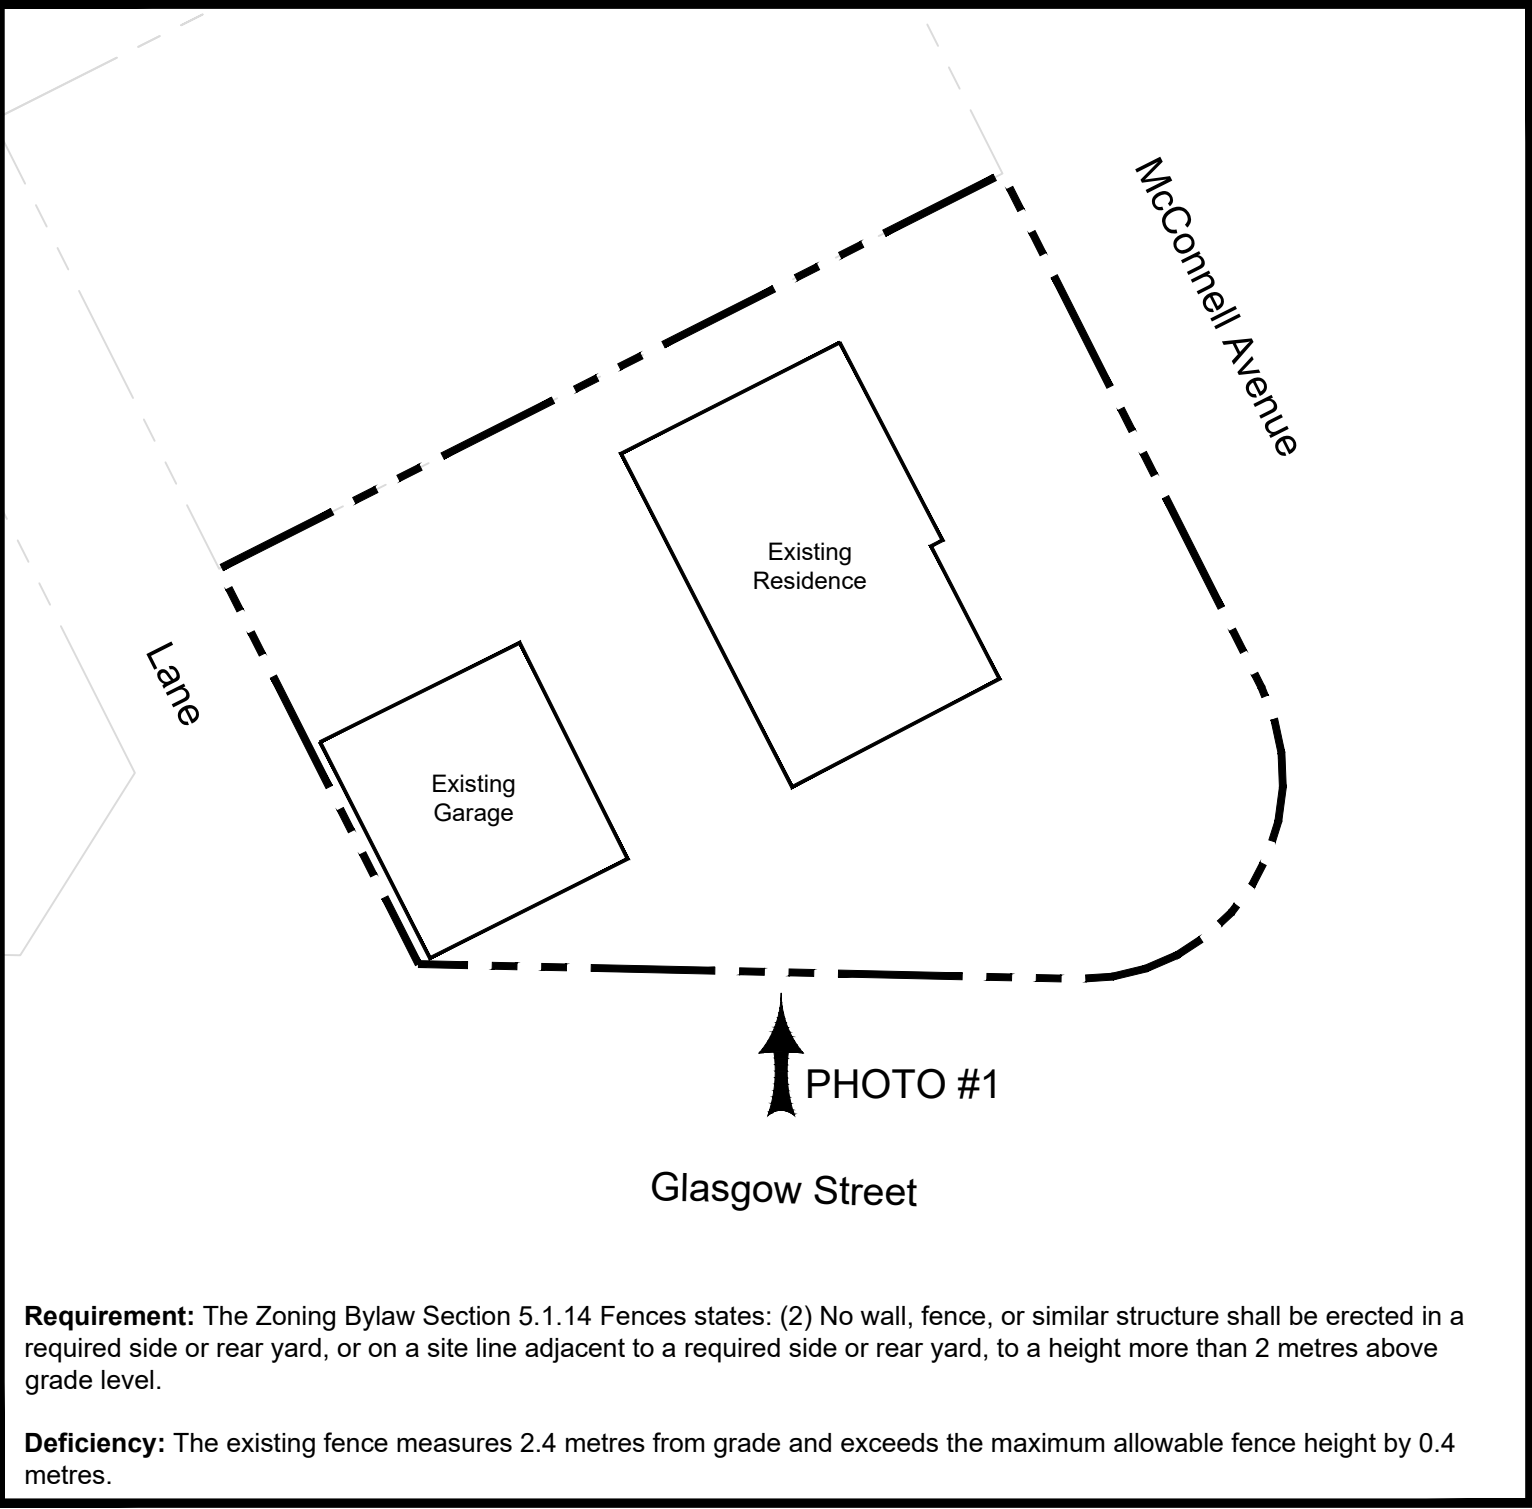 McConnell Avenue
Existing
Residence
Lane
Existing
Garage
PHOTO #1
Glasgow Street
Requirement: The Zoning Bylaw Section 5.1.14 Fences states: (2) No wall, fence, or similar structure shall be erected in a
required side or rear yard, or on a site line adjacent to a required side or rear yard, to a height more than 2 metres above
grade level.
Deficiency: The existing fence measures 2.4 metres from grade and exceeds the maximum allowable fence height by 0.4
metres.